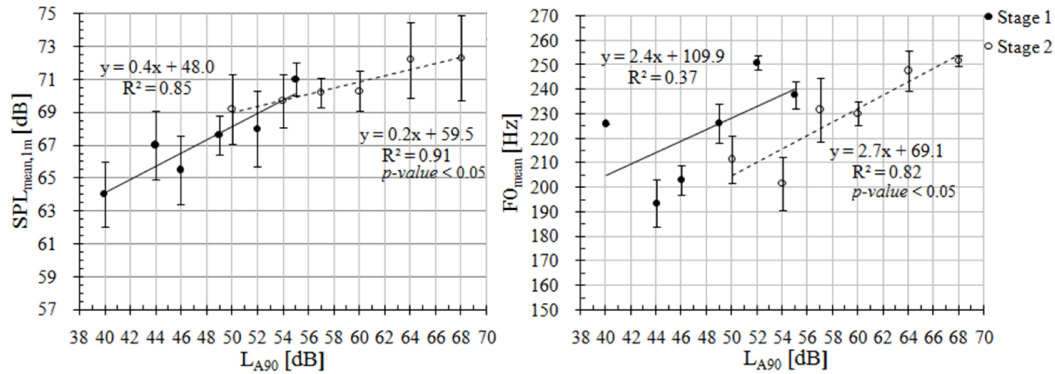 75
73
71
69
67
65
63
61
59
57
SPLmean,1m [dB]
y = 0.4x + 48.0
R² = 0.85
y = 0.2x + 59.5
R² = 0.91
p-value < 0.05
38 40 42 44 46 48 50 52 54 56 58 60 62 64 66 68 70
LA90 [dB]
270
260
250
240
230
220
210
200
190
180
170
160
150
F0mean [Hz]
y = 2.4x + 109.9
R² = 0.37
y = 2.7x + 69.1
R² = 0.82
p-value < 0.05
38 40 42 44 46 48 50 52 54 56 58 60 62 64 66 68 70
LA90 [dB]
Stage 1
Stage 2